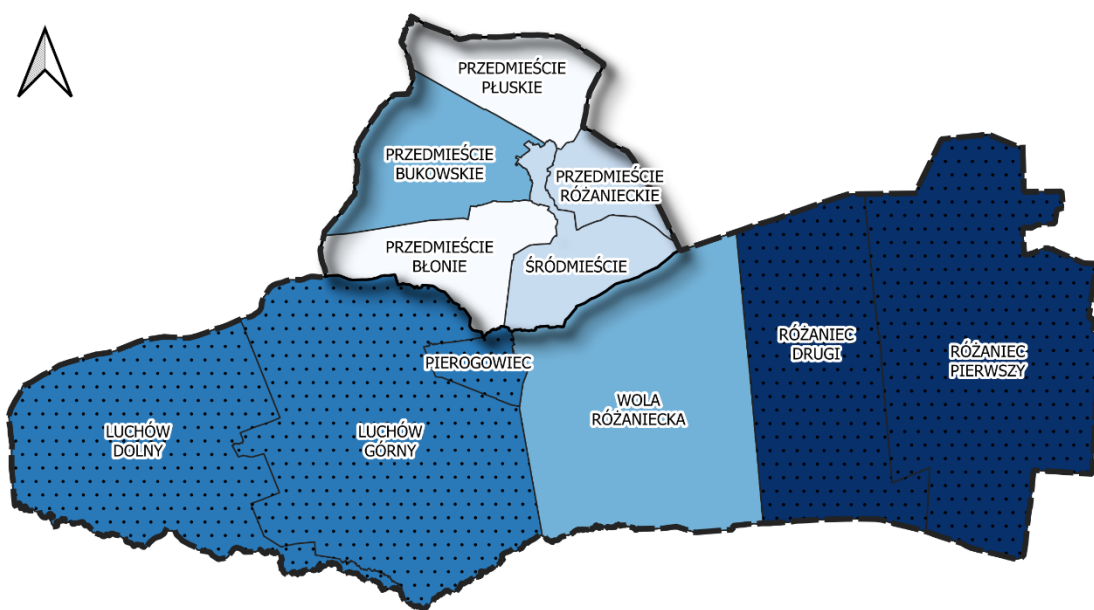 PRZEDMIEŚCIE
PŁUSKIE
PRZEDMIEŚCIE
BUKOWSKIE
PRZEDMIEŚCIE
RÓŻANIECKIE
PRZEDMIEŚCIE
BŁONIE
ŚRÓDMIEŚCIE
PIEROGOWIEC
RÓŻANIEC
DRUGI
RÓŻANIEC
PIERWSZY
WOLA
RÓŻANIECKA
LUCHÓW
DOLNY
LUCHÓW
GÓRNY